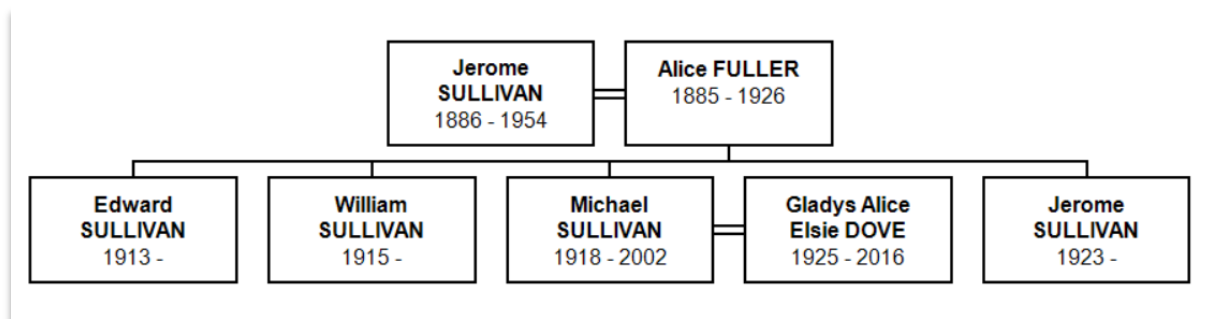 Jerome
SULLIVAN
1886 - 1954
Alice FULLER
1885 - 1926
Edward
SULLIVAN
1913 -
William
SULLIVAN
1915 -
Michael
SULLIVAN
1918 - 2002
Gladys Alice
Elsie DOVE
1925 - 2016
Jerome
SULLIVAN
1923 -